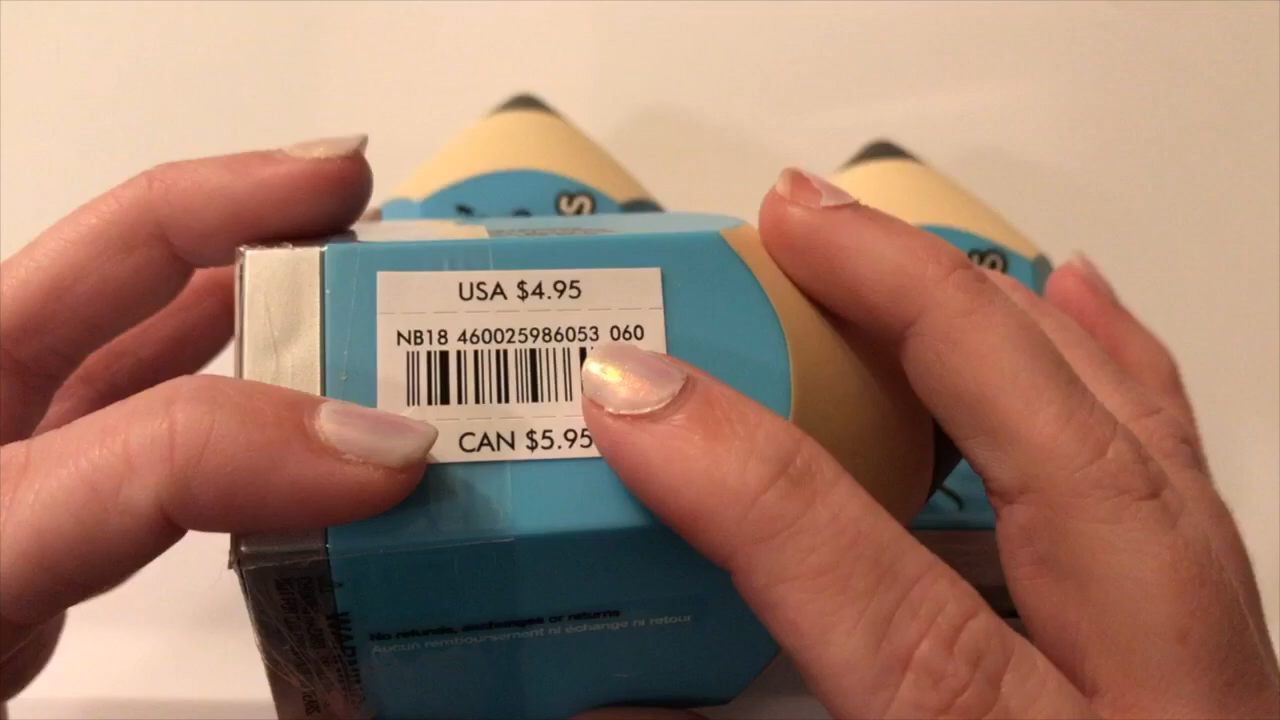 S
S
USA $4.95
NB18 460025986053 060
CAN $5.95
No refunds, exchanges or returns
Aucun remboursement ni échange ni retour